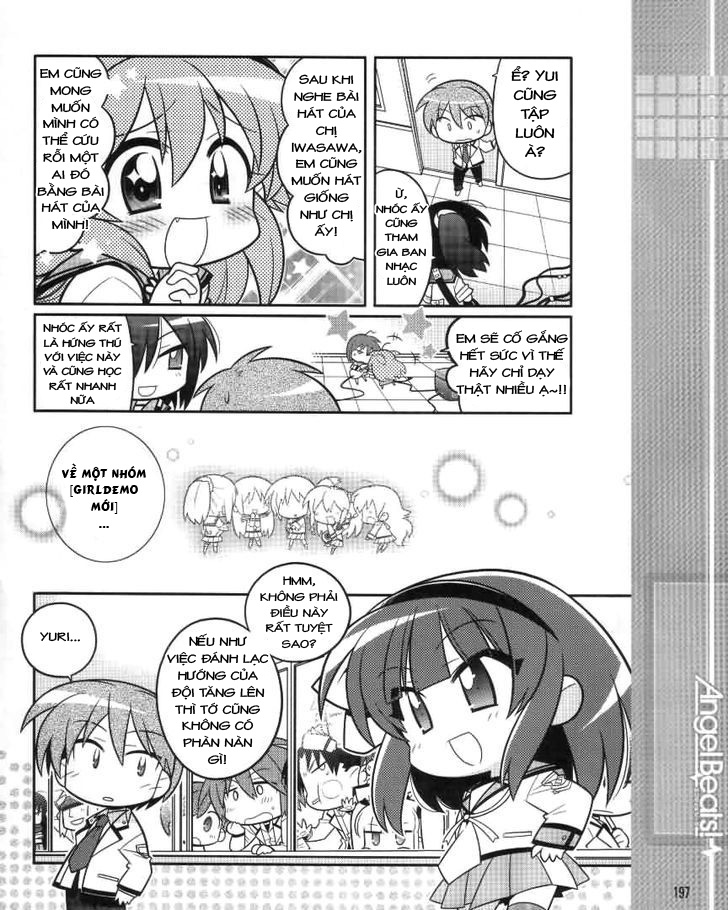 Ể? YUI
CŨNG
TẬP
LUÔN
À?
Ừ,
NHÓC ẤY
CŨNG
THAM
GIA BAN
NHẠC
LUÔN
SAU KHI
NGHE BÀI
HÁT CỦA
CHỊ
IWASAWA,
EM CŨNG
MUỐN HÁT
GIỐNG
NHƯ CHỊ
ẤY!
EM CŨNG
MONG
MUỐN
MÌNH CÓ
THỂ CỨU
RỖI MỘT
AI ĐÓ
BẰNG BÀI
HÁT CỦA
MÌNH!
EM SẼ CỐ GẮNG
HẾT SỨC VÌ THẾ
HÃY CHỈ DẠY
THẬT NHIỀU Ạ~!!
NHÓC ẤY RẤT
LÀ HỨNG THÚ
VỚI VIỆC NÀY
VÀ CŨNG HỌC
RẤT NHANH
NỮA
VỀ MỘT NHÓM
[GIRLDEMO
MỚI]
...
HMM,
KHÔNG PHẢI
ĐIỀU NÀY
RẤT TUYỆT
SAO?
NẾU NHƯ
VIỆC ĐÁNH LẠC
HƯỚNG CỦA
ĐỘI TĂNG LÊN
THÌ TỚ CŨNG
KHÔNG CÓ
PHÀN NÀN
GÌ!
YURI...
Angel Beats!
197